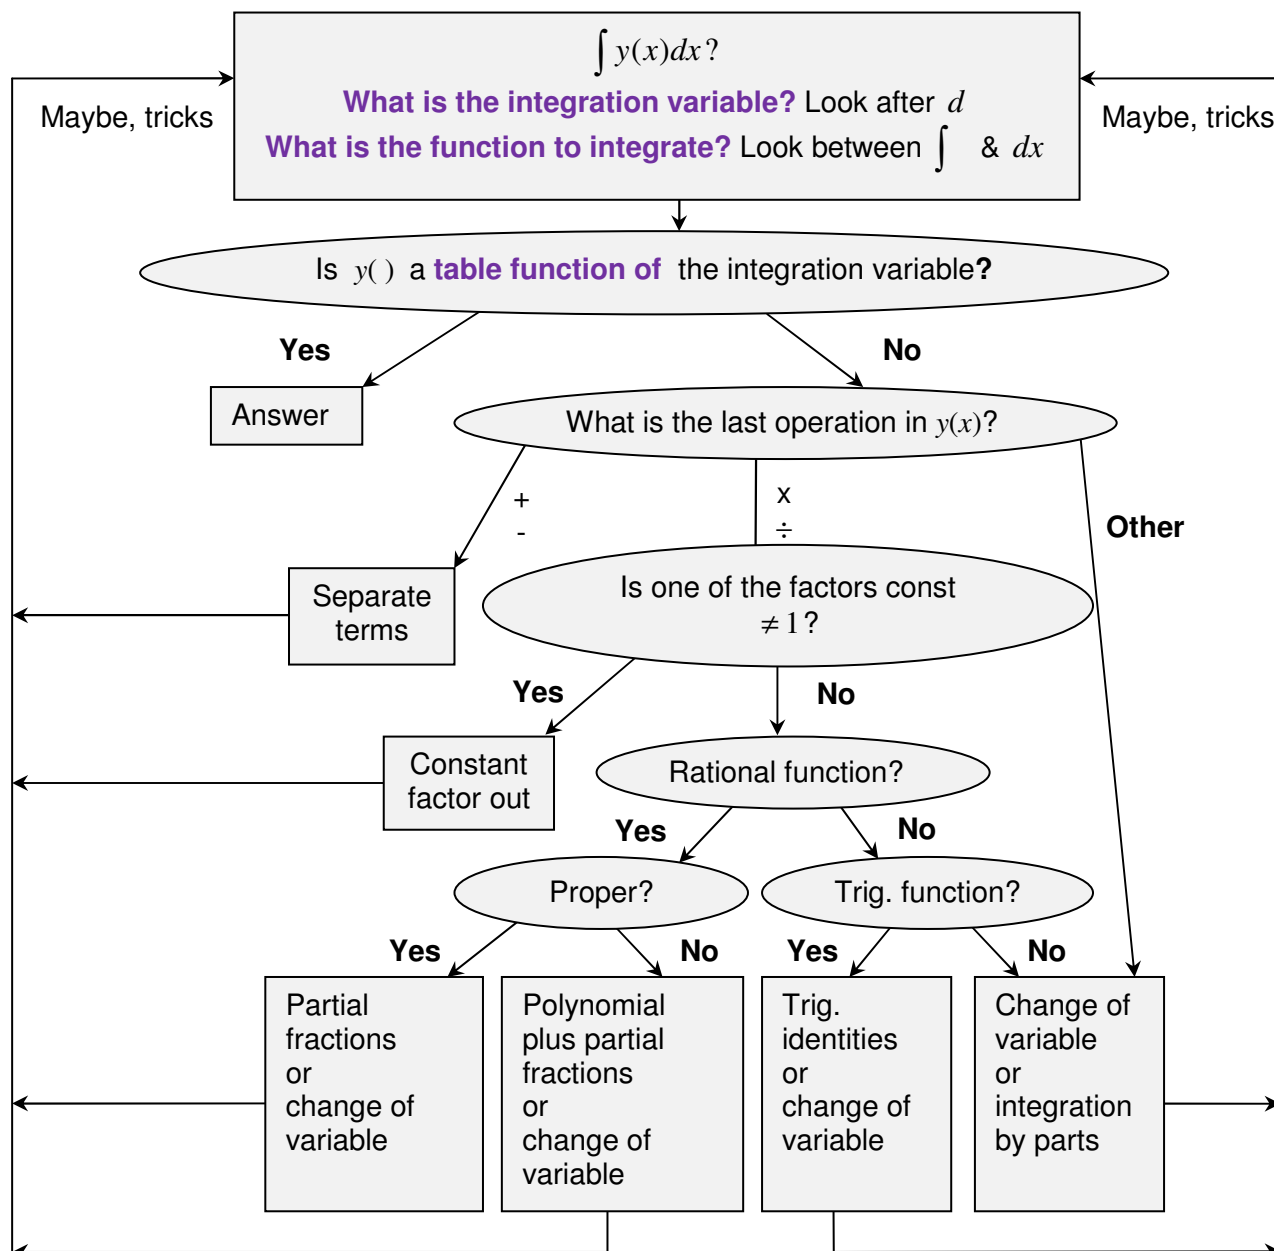 ∫ y(x)dx?
What is the integration variable? Look after d
What is the function to integrate? Look between ∫ & dx
Maybe, tricks
Maybe, tricks
Is y( ) a table function of the integration variable?
Yes
No
Answer
What is the last operation in y(x)?
+
-
x
÷
Other
Separate
terms
Is one of the factors const
≠ 1?
Yes
No
Constant
factor out
Rational function?
Yes
No
Proper?
Trig. function?
Yes
No
Yes
No
Partial
fractions
or
change of
variable
Polynomial
plus partial
fractions
or
change of
variable
Trig.
identities
or
change of
variable
Change of
variable
or
integration
by parts